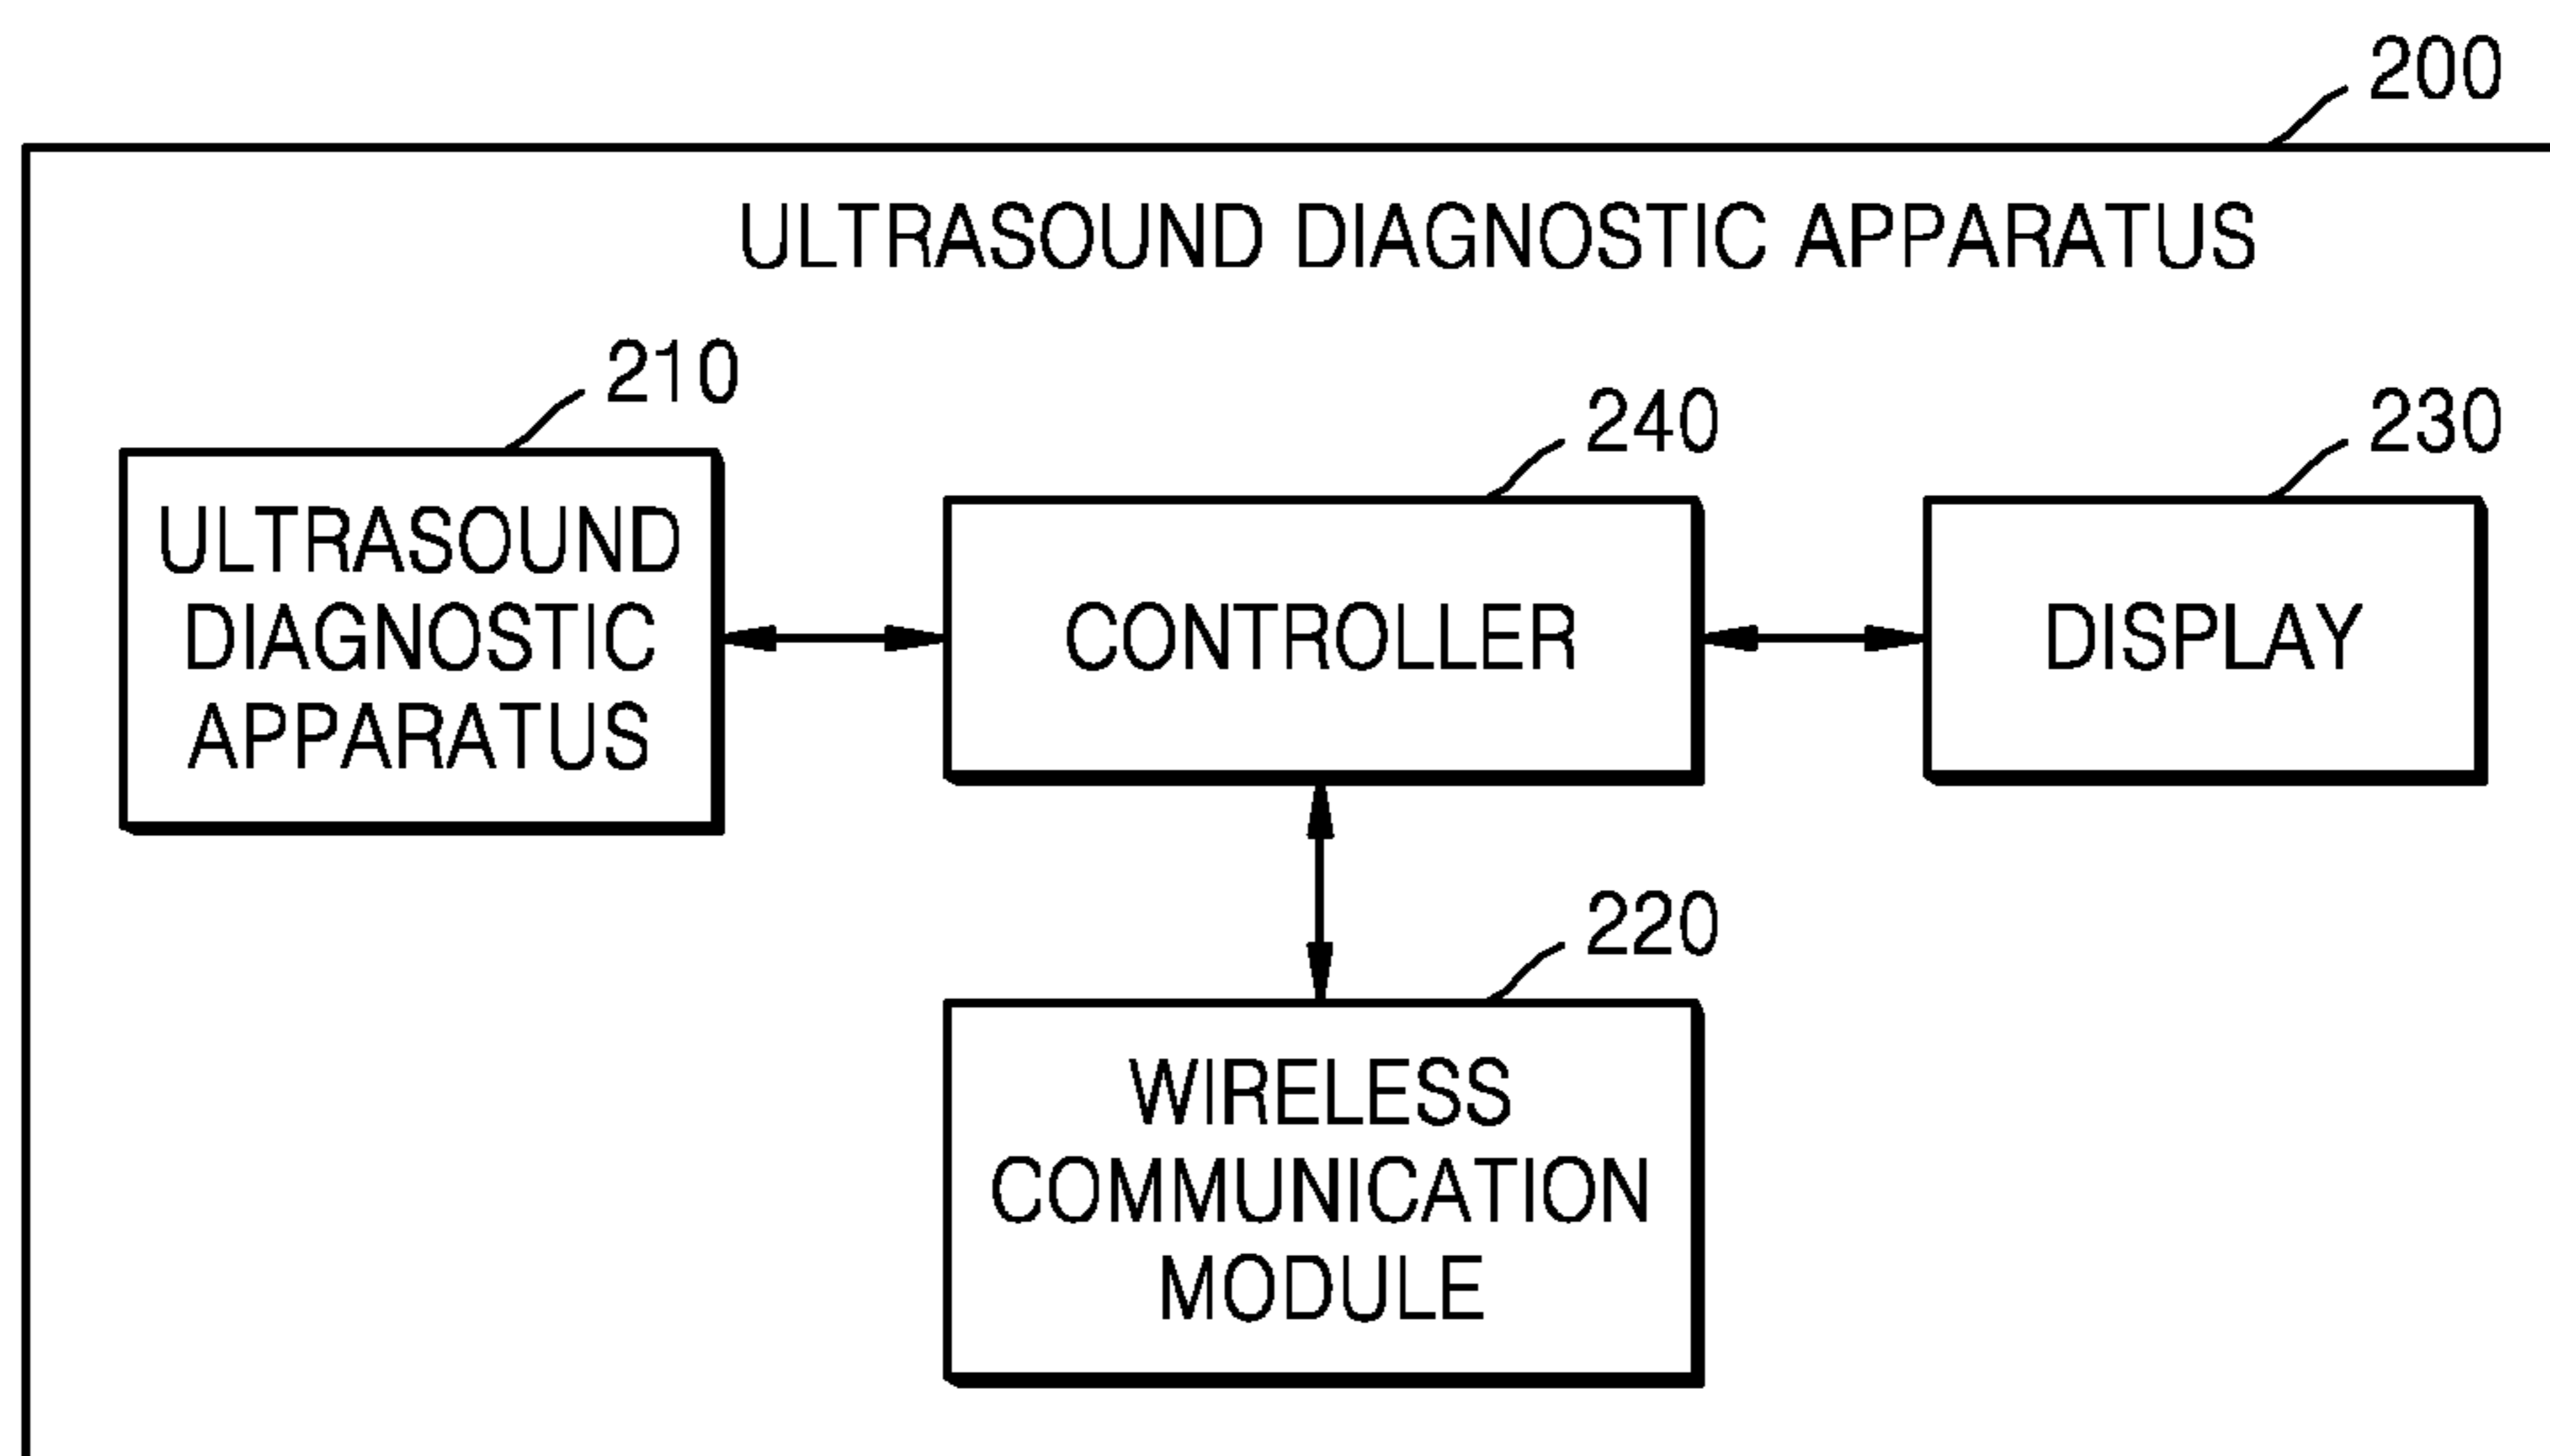 200
ULTRASOUND DIAGNOSTIC APPARATUS
210
ULTRASOUND
DIAGNOSTIC
APPARATUS
240
CONTROLLER
230
DISPLAY
220
WIRELESS
COMMUNICATION
MODULE